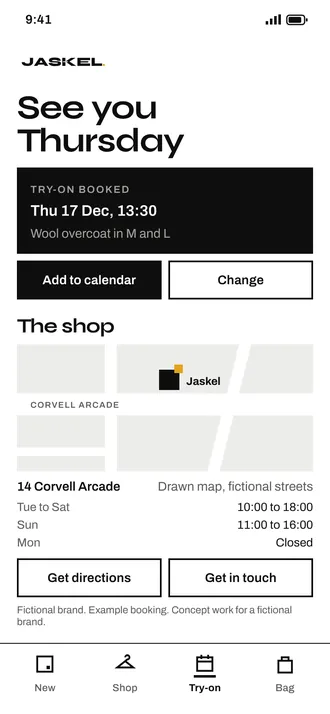 9:41
JASKEL.
See you
Thursday
TRY-ON BOOKED
Thu 17 Dec, 13:30
Wool overcoat in M and L
Add to calendar
Change
The shop
Jaskel
CORVELL ARCADE
14 Corvell Arcade
Drawn map, fictional streets
Tue to Sat 10:00 to 18:00
Sun 11:00 to 16:00
Mon Closed
Get directions
Get in touch
Fictional brand. Example booking. Concept work for a fictional
brand.
New
Shop
Try-on
Bag